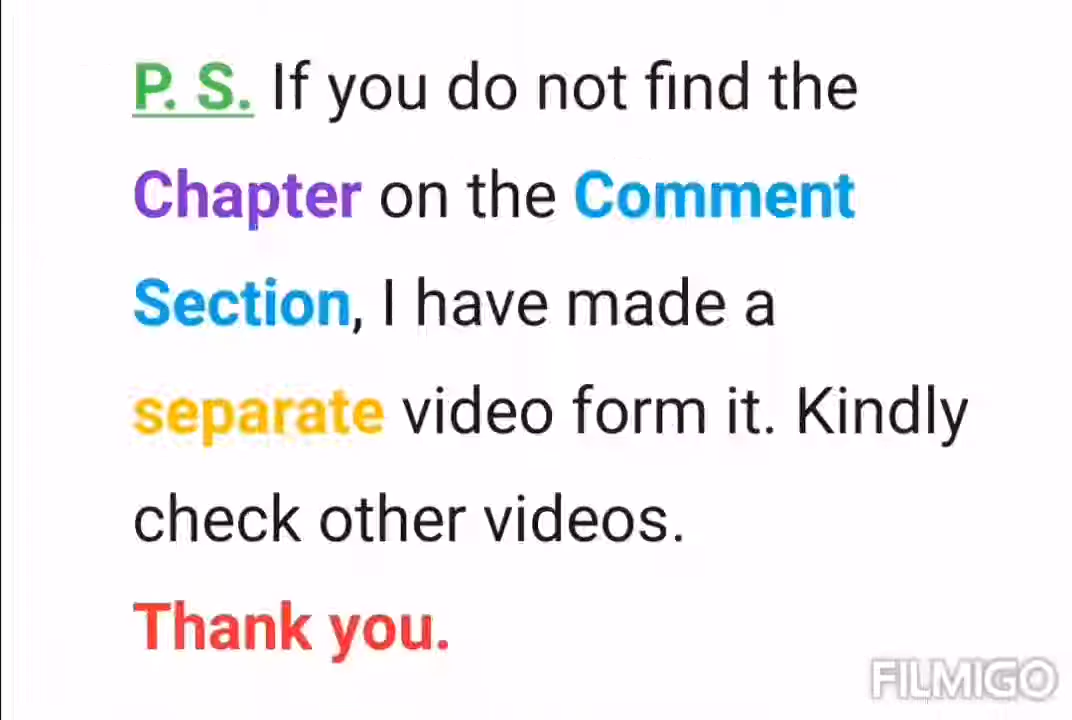 P. S. If you do not find the
Chapter on the Comment
Section, I have made a
separate video form it. Kindly
check other videos.
Thank you.
FILMIGO